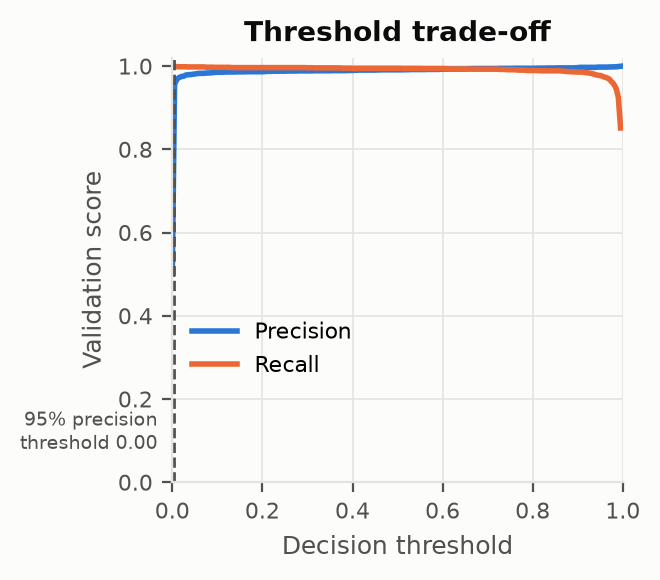 Threshold trade-off
1.0
0.8
0.6
0.4
0.2
0.0
Validation score
Precision
Recall
95% precision
threshold 0.00
0.0 0.2 0.4 0.6 0.8 1.0
Decision threshold